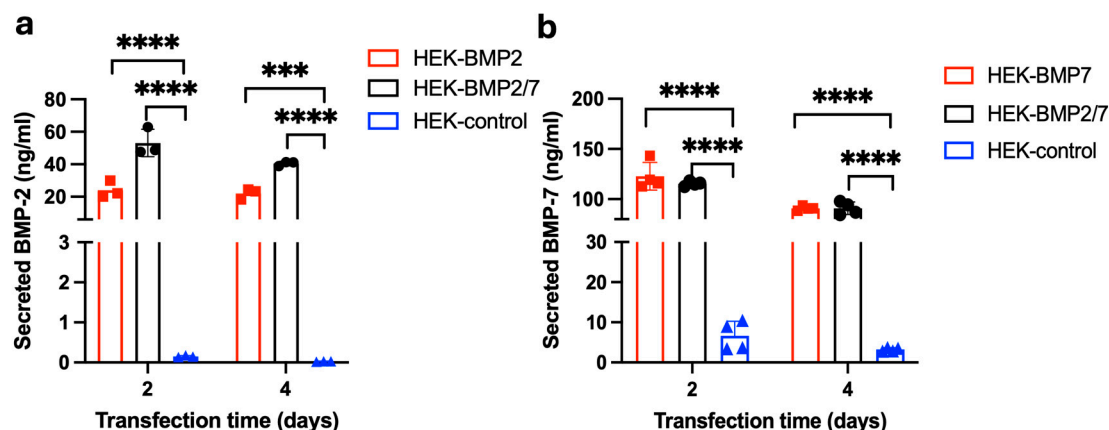 a
Secreted BMP-2 (ng/ml)
80
60
40
20
3
2
1
0
****
****
***
****
2
4
Transfection time (days)
HEK-BMP2
HEK-BMP2/7
HEK-control
b
Secreted BMP-7 (ng/ml)
150
100
50
30
20
10
0
****
****
****
****
2
4
Transfection time (days)
HEK-BMP7
HEK-BMP2/7
HEK-control